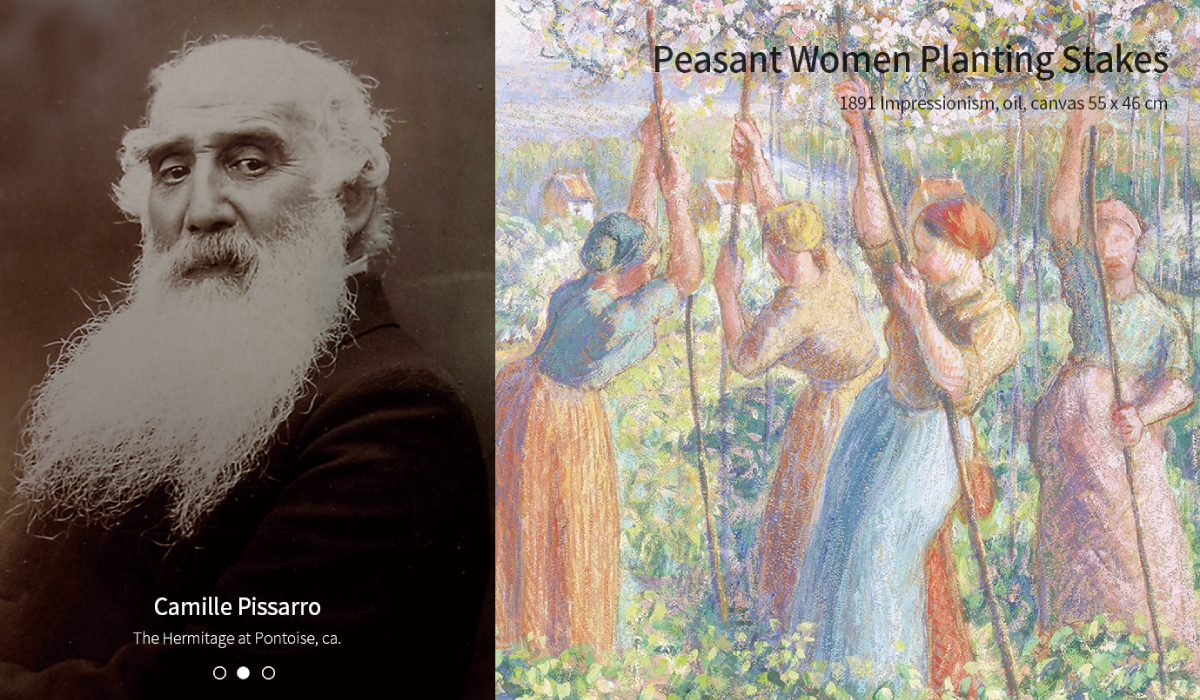 Camille Pissarro
The Hermitage at Pontoise, ca.
Peasant Women Planting Stakes
1891 Impressionism, oil, canvas 55 x 46 cm